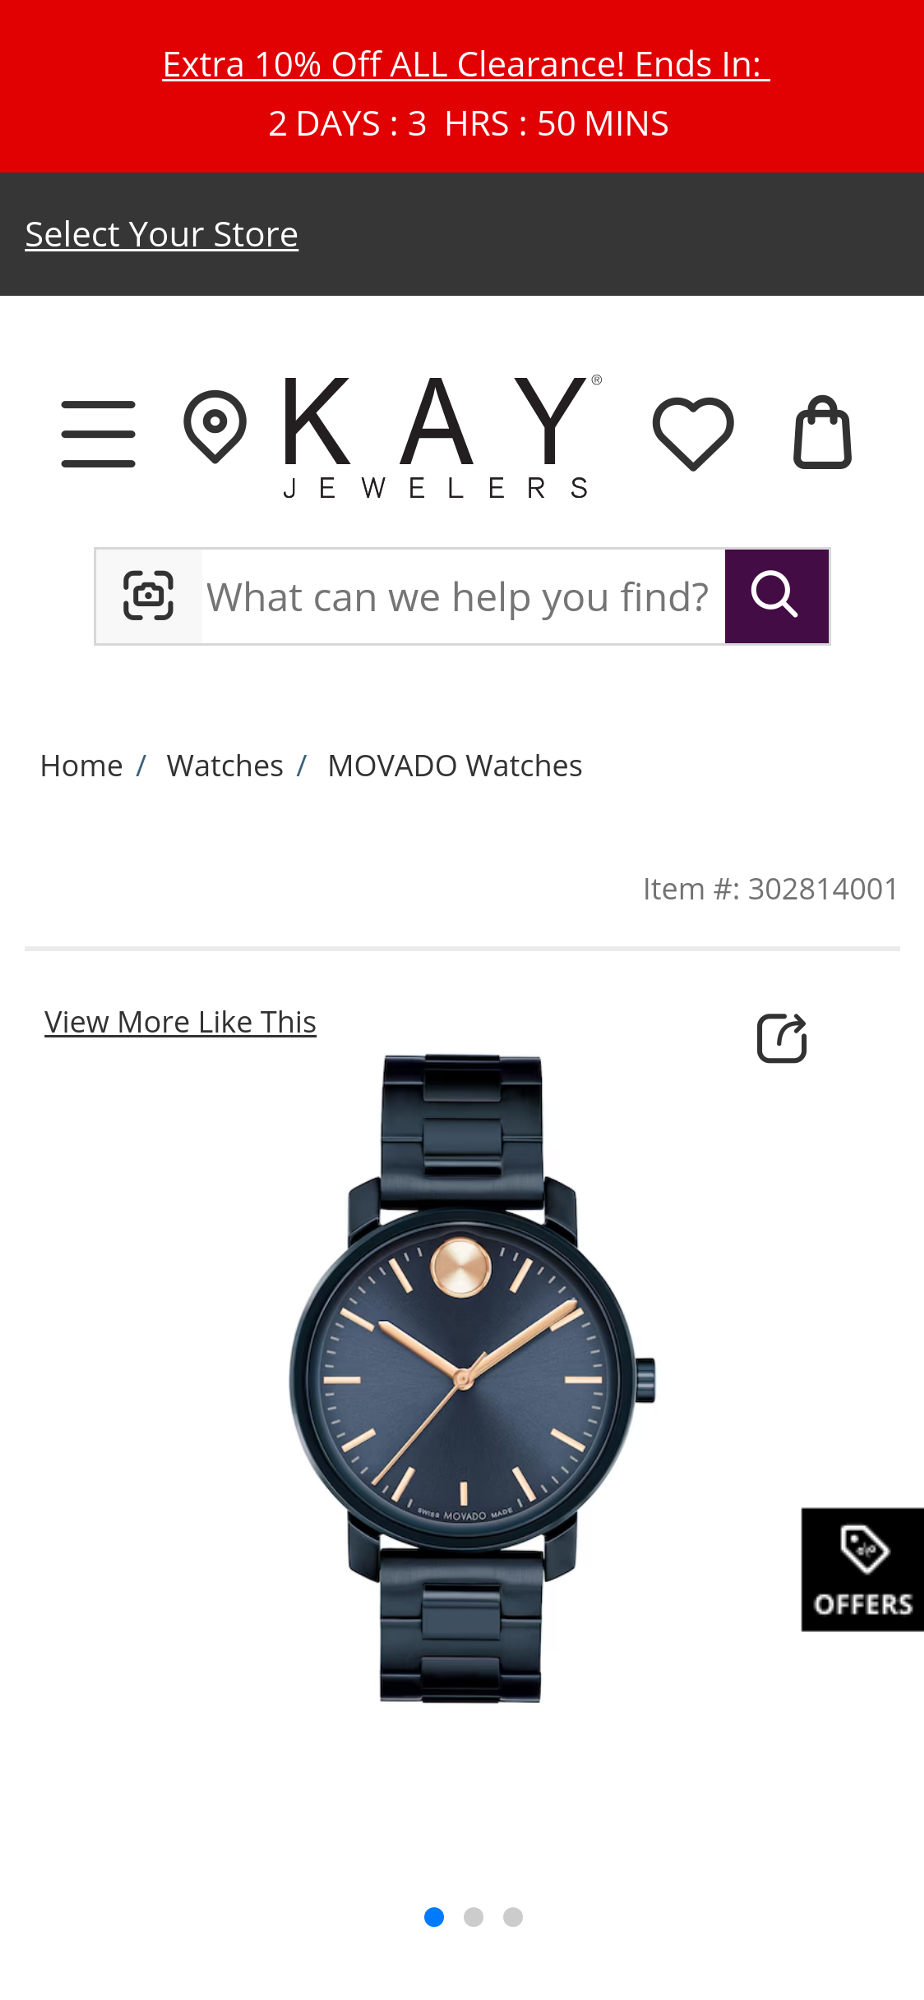 Extra 10% Off ALL Clearance! Ends In:
2 DAYS : 3 HRS : 50 MINS
Select Your Store
KAY®
JEWELERS
What can we help you find?
Home / Watches / MOVADO Watches
Item #: 302814001
View More Like This
SWISS MOVADO MADE
OFFERS